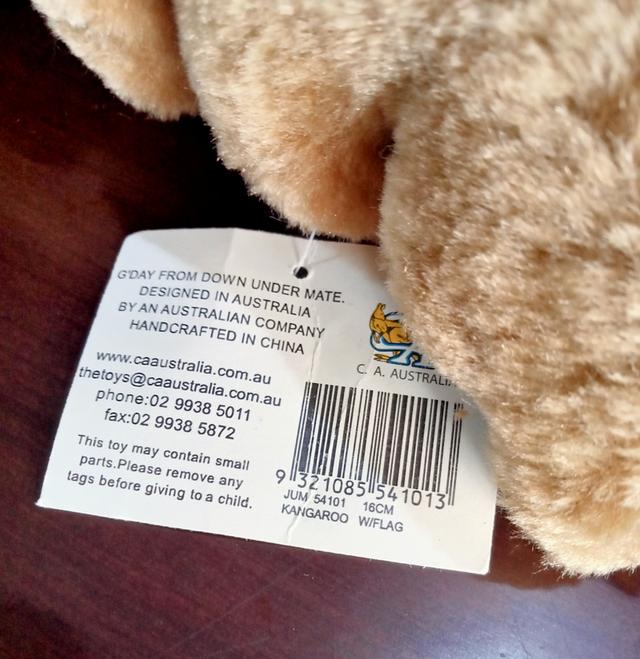 G'DAY FROM DOWN UNDER MATE.
DESIGNED IN AUSTRALIA
BY AN AUSTRALIAN COMPANY
HANDCRAFTED IN CHINA
www.caaustralia.com.au
thetoys@caaustralia.com.au
phone:02 9938 5011
fax:02 9938 5872
This toy may contain small
parts.Please remove any
tags before giving to a child.
C. A. AUSTRALIA
9 321085 541013
JUM 54101 16CM
KANGAROO W/FLAG